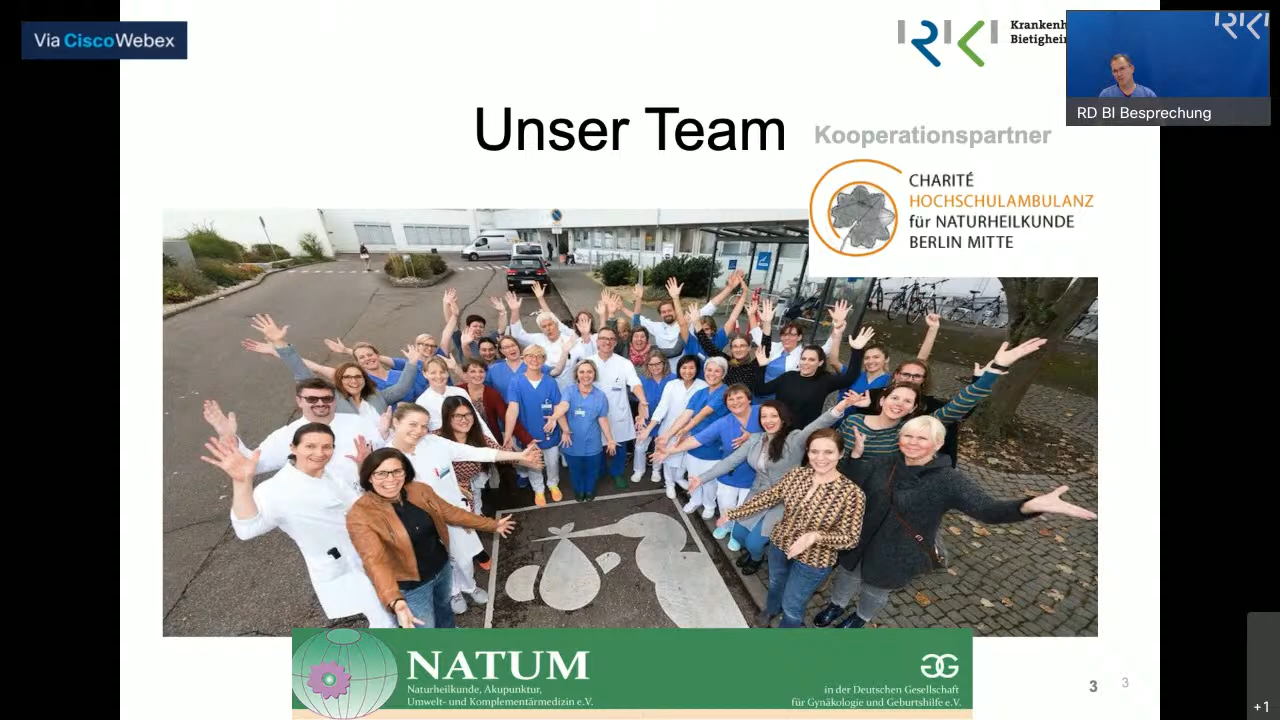 Via CiscoWebex
Krankenh
Bietigheim
RD BI Besprechung
Unser Team
Kooperationspartner
CHARITÉ
HOCHSCHULAMBULANZ
für NATURHEILKUNDE
BERLIN MITTE
NATUM
Naturheilkunde, Akupunktur,
Umwelt- und Komplementärmedizin e.V.
in der Deutschen Gesellschaft
für Gynäkologie und Geburtshilfe e.V.
3
3
+1